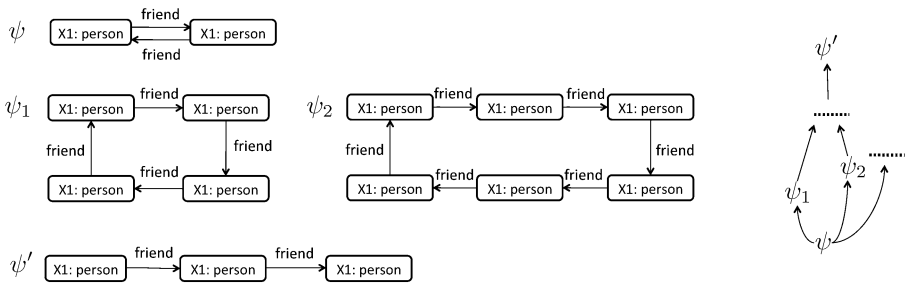 friend
ψ X1: person X1: person
friend
ψ′
friend
ψ₁ X1: person X1: person
friend friend
friend
X1: person X1: person
friend friend
ψ₂ X1: person X1: person X1: person
friend friend
friend friend
X1: person X1: person X1: person
ψ₁ ψ₂
ψ
friend friend
ψ′ X1: person X1: person X1: person